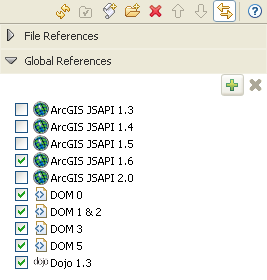 File References
Global References
ArcGIS JSAPI 1.3
ArcGIS JSAPI 1.4
ArcGIS JSAPI 1.5
ArcGIS JSAPI 1.6
ArcGIS JSAPI 2.0
DOM 0
DOM 1 & 2
DOM 3
DOM 5
dojo Dojo 1.3